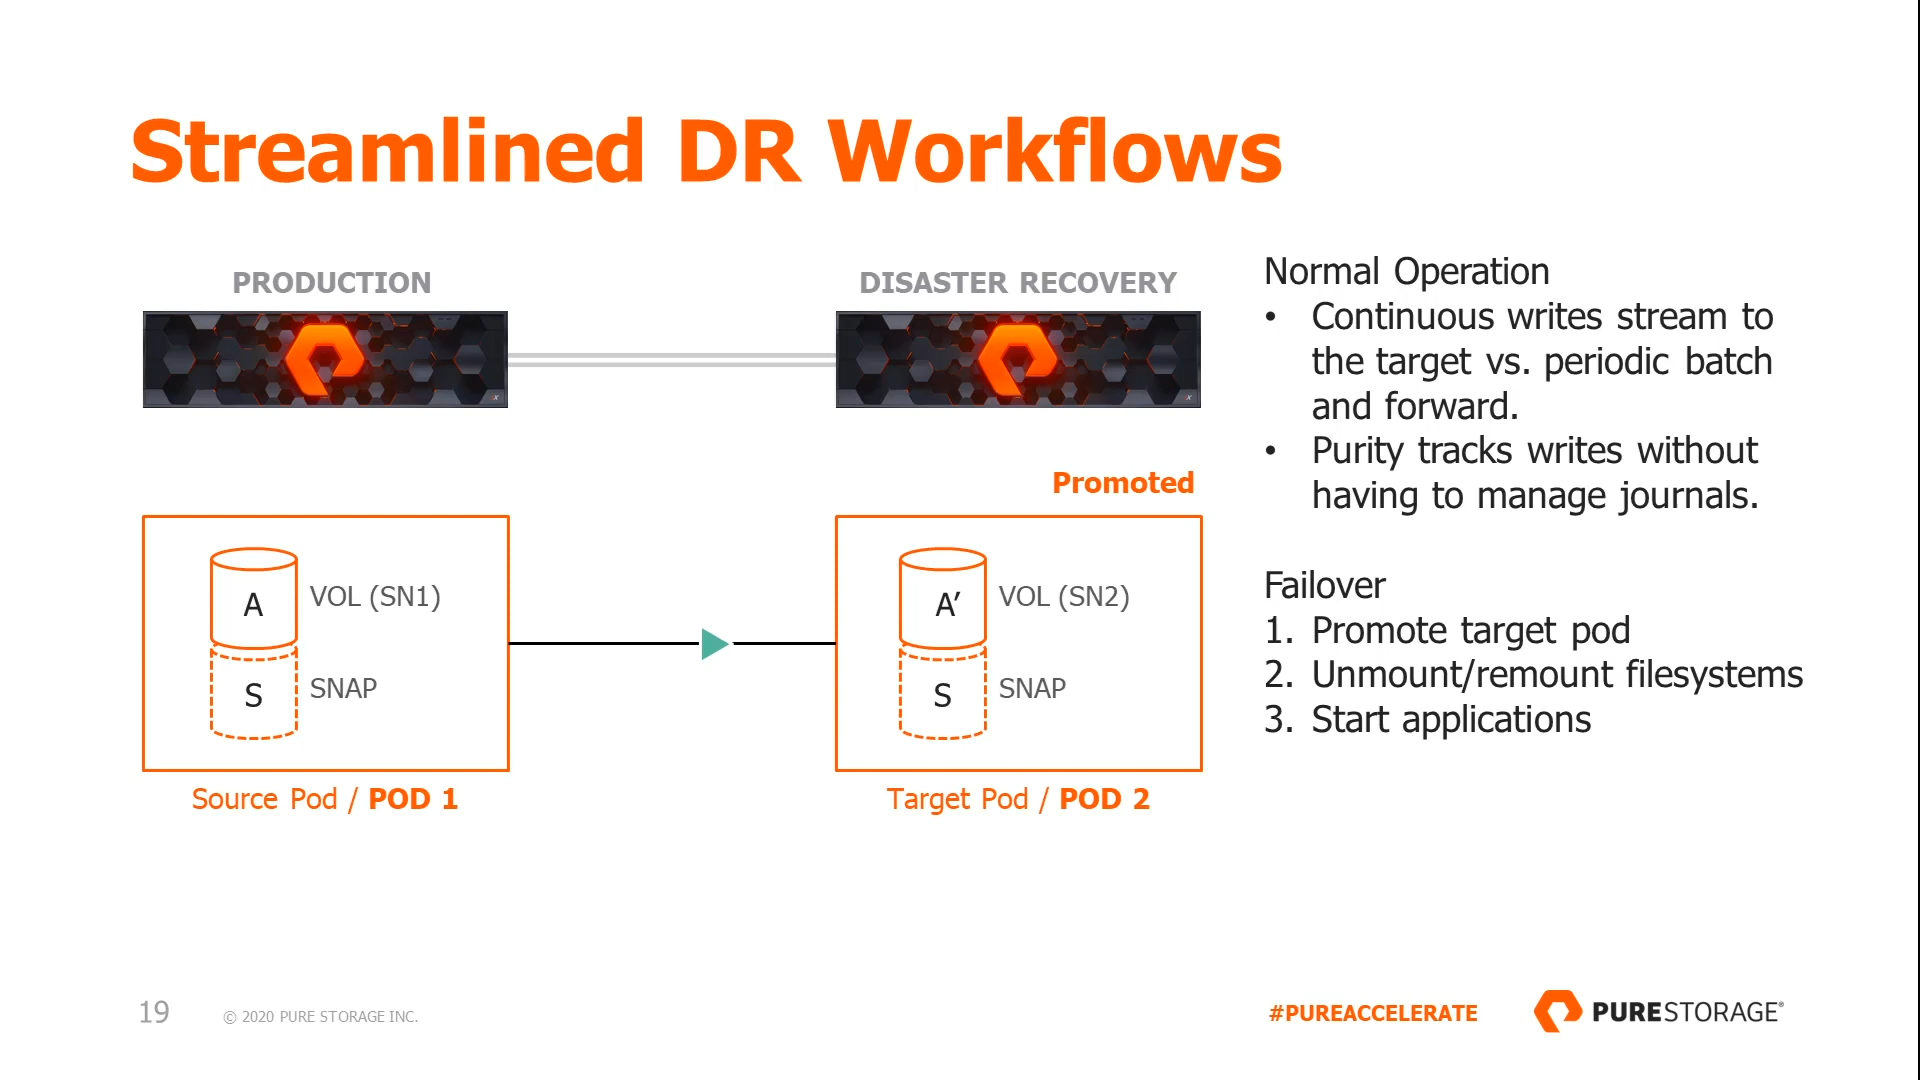 Streamlined DR Workflows
PRODUCTION
DISASTER RECOVERY
Promoted
A
VOL (SN1)
S
SNAP
Source Pod / POD 1
A’
VOL (SN2)
S
SNAP
Target Pod / POD 2
Normal Operation
• Continuous writes stream to
the target vs. periodic batch
and forward.
• Purity tracks writes without
having to manage journals.
Failover
1. Promote target pod
2. Unmount/remount filesystems
3. Start applications
19
© 2020 PURE STORAGE INC.
#PUREACCELERATE
PURESTORAGE®